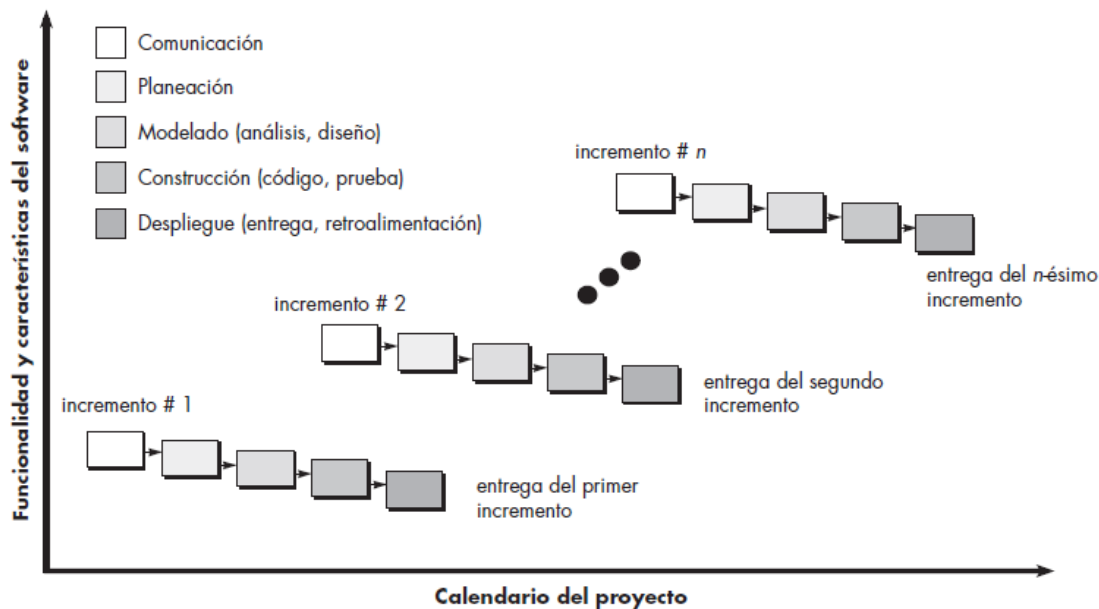 Funcionalidad y características del software
Comunicación
Planeación
Modelado (análisis, diseño)
Construcción (código, prueba)
Despliegue (entrega, retroalimentación)
incremento # n
entrega del n-ésimo
incremento
incremento # 2
entrega del segundo
incremento
incremento # 1
entrega del primer
incremento
Calendario del proyecto